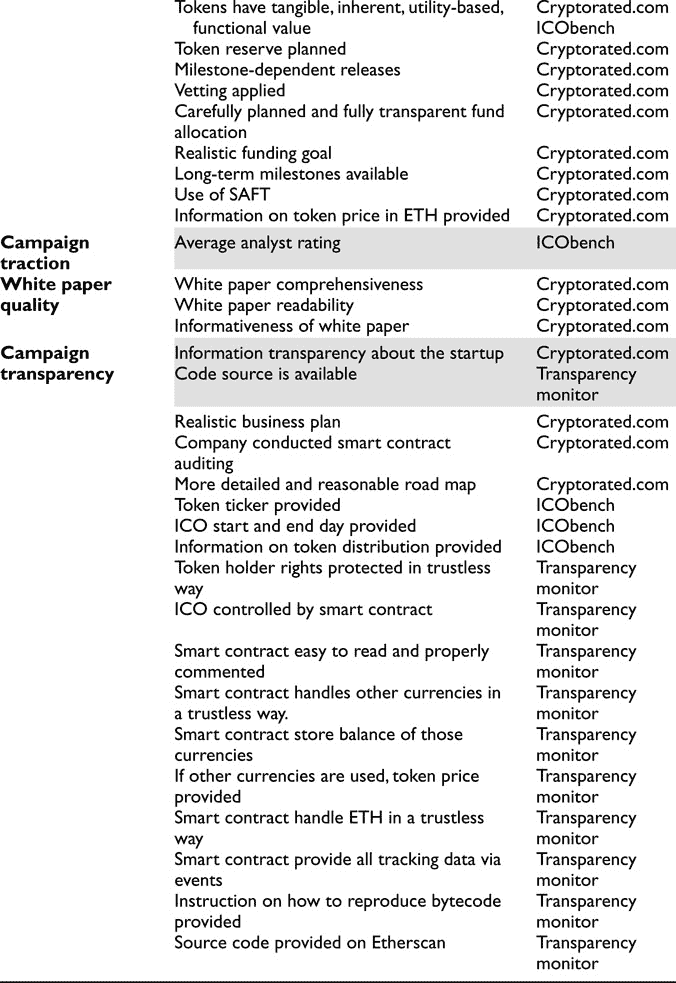 Tokens have tangible, inherent, utility-based, Cryptorated.com
functional value ICObench
Token reserve planned Cryptorated.com
Milestone-dependent releases Cryptorated.com
Vetting applied Cryptorated.com
Carefully planned and fully transparent fund Cryptorated.com
allocation
Realistic funding goal Cryptorated.com
Long-term milestones available Cryptorated.com
Use of SAFT Cryptorated.com
Information on token price in ETH provided Cryptorated.com
Campaign Average analyst rating ICObench
traction
White paper White paper comprehensiveness Cryptorated.com
quality White paper readability Cryptorated.com
Informativeness of white paper Cryptorated.com
Campaign Information transparency about the startup Cryptorated.com
transparency Code source is available Transparency
monitor
Realistic business plan Cryptorated.com
Company conducted smart contract Cryptorated.com
auditing
More detailed and reasonable road map Cryptorated.com
Token ticker provided ICObench
ICO start and end day provided ICObench
Information on token distribution provided ICObench
Token holder rights protected in trustless Transparency
way monitor
ICO controlled by smart contract Transparency
monitor
Smart contract easy to read and properly Transparency
commented monitor
Smart contract handles other currencies in Transparency
a trustless way. monitor
Smart contract store balance of those Transparency
currencies monitor
If other currencies are used, token price Transparency
provided monitor
Smart contract handle ETH in a trustless Transparency
way monitor
Smart contract provide all tracking data via Transparency
events monitor
Instruction on how to reproduce bytecode Transparency
provided monitor
Source code provided on Etherscan Transparency
monitor